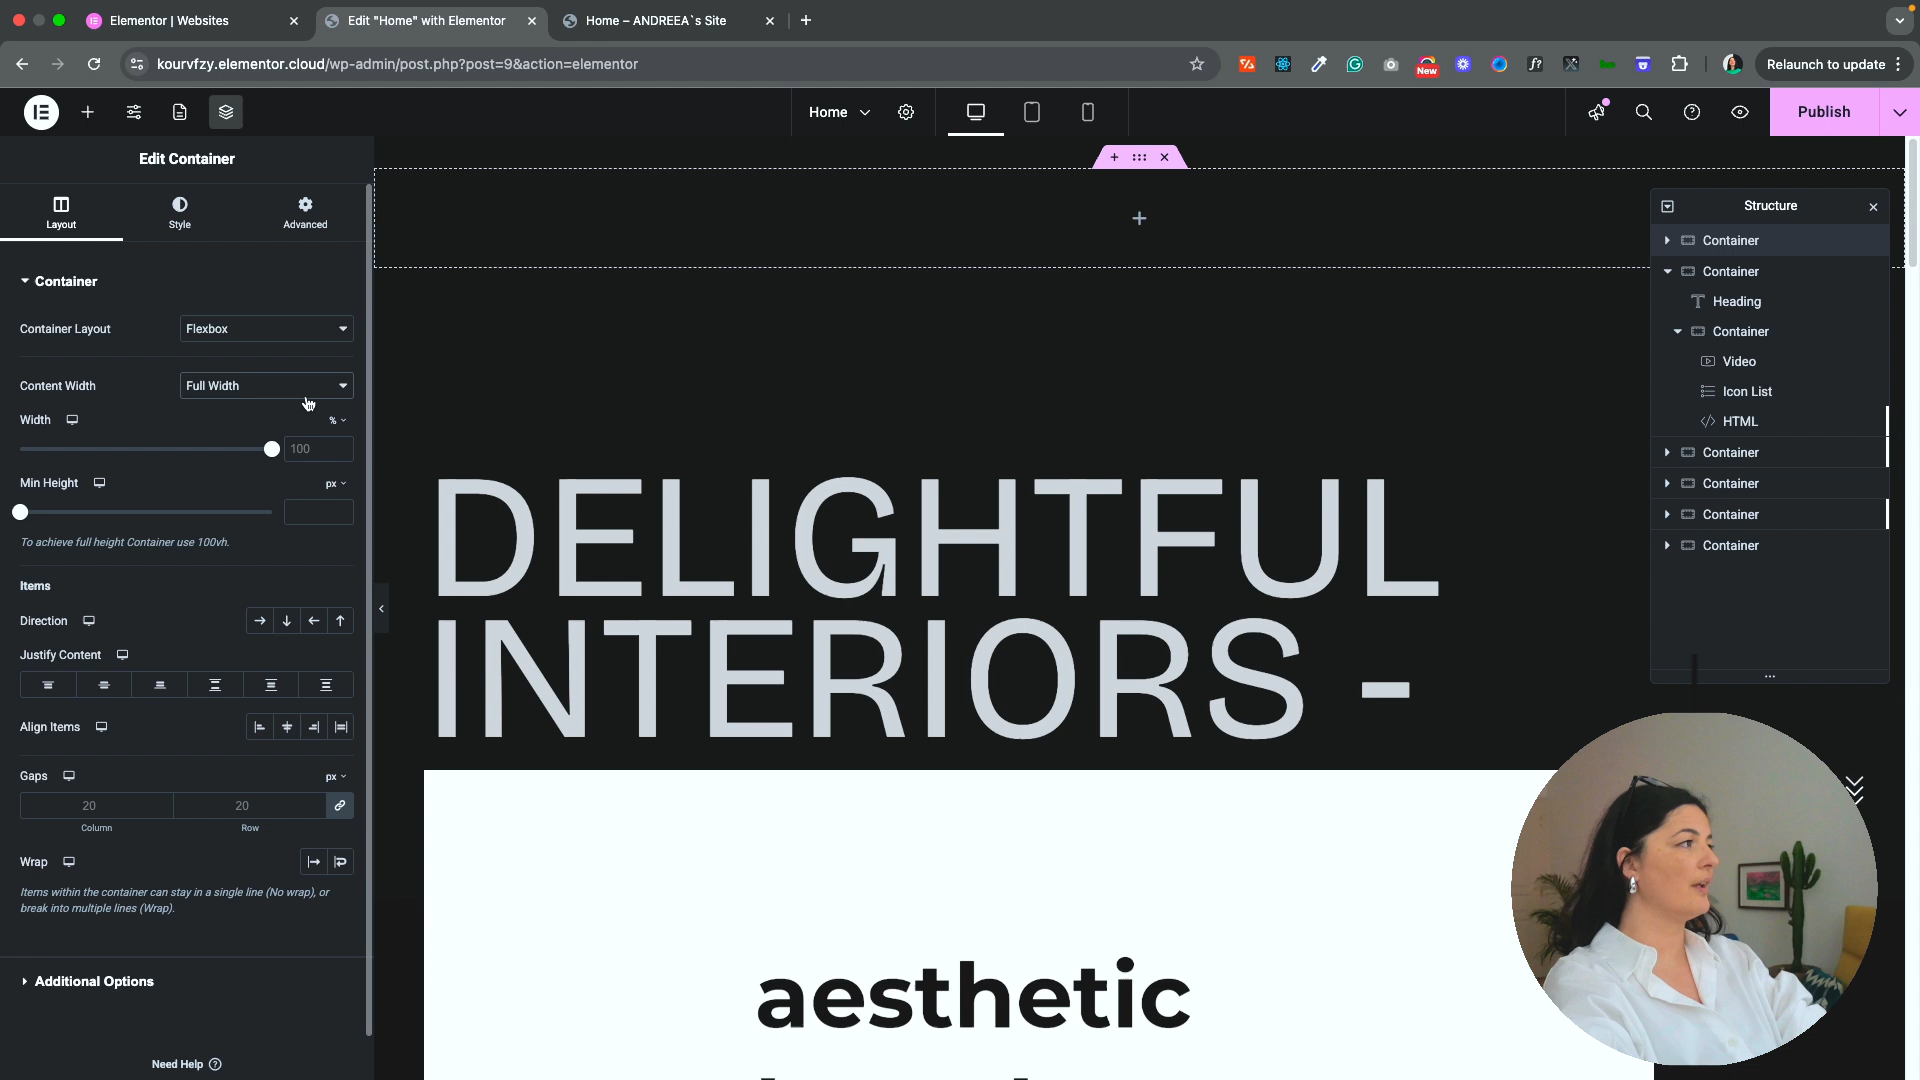 Elementor | Websites
Edit "Home" with Elementor
Home – ANDREEA`s Site
kourvfzy.elementor.cloud/wp-admin/post.php?post=9&action=elementor
New
f?
Relaunch to update
Home
Publish
Edit Container
Layout
Style
Advanced
Container
Container Layout
Flexbox
Content Width
Full Width
Width
%
100
Min Height
px
To achieve full height Container use 100vh.
Items
Direction
Justify Content
Align Items
Gaps
px
20
20
Column
Row
Wrap
Items within the container can stay in a single line (No wrap), or
break into multiple lines (Wrap).
Additional Options
Need Help
DELIGHTFUL
INTERIORS -
aesthetic
Structure
Container
Container
Heading
Container
Video
Icon List
HTML
Container
Container
Container
Container